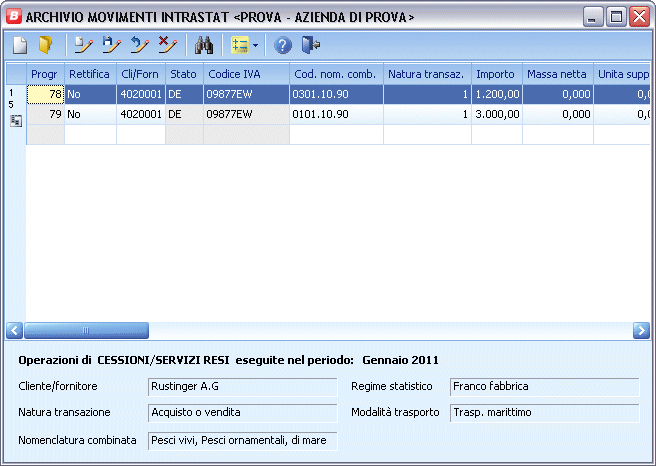 B ARCHIVIO MOVIMENTI INTRASTAT <PROVA - AZIENDA DI PROVA>
Progr Rettifica Cli/Forn Stato Codice IVA Cod. nom. comb. Natura transaz. Importo Massa netta Unita supp
1 78 No 4020001 DE 09877EW 0301.10.90 1 1.200,00 0,000 0,0
5 79 No 4020001 DE 09877EW 0101.10.90 1 3.000,00 0,000 0,0
Operazioni di CESSIONI/SERVIZI RESI eseguite nel periodo: Gennaio 2011
Cliente/fornitore Rustinger A.G Regime statistico Franco fabbrica
Natura transazione Acquisto o vendita Modalità trasporto Trasp. marittimo
Nomenclatura combinata Pesci vivi, Pesci ornamentali, di mare